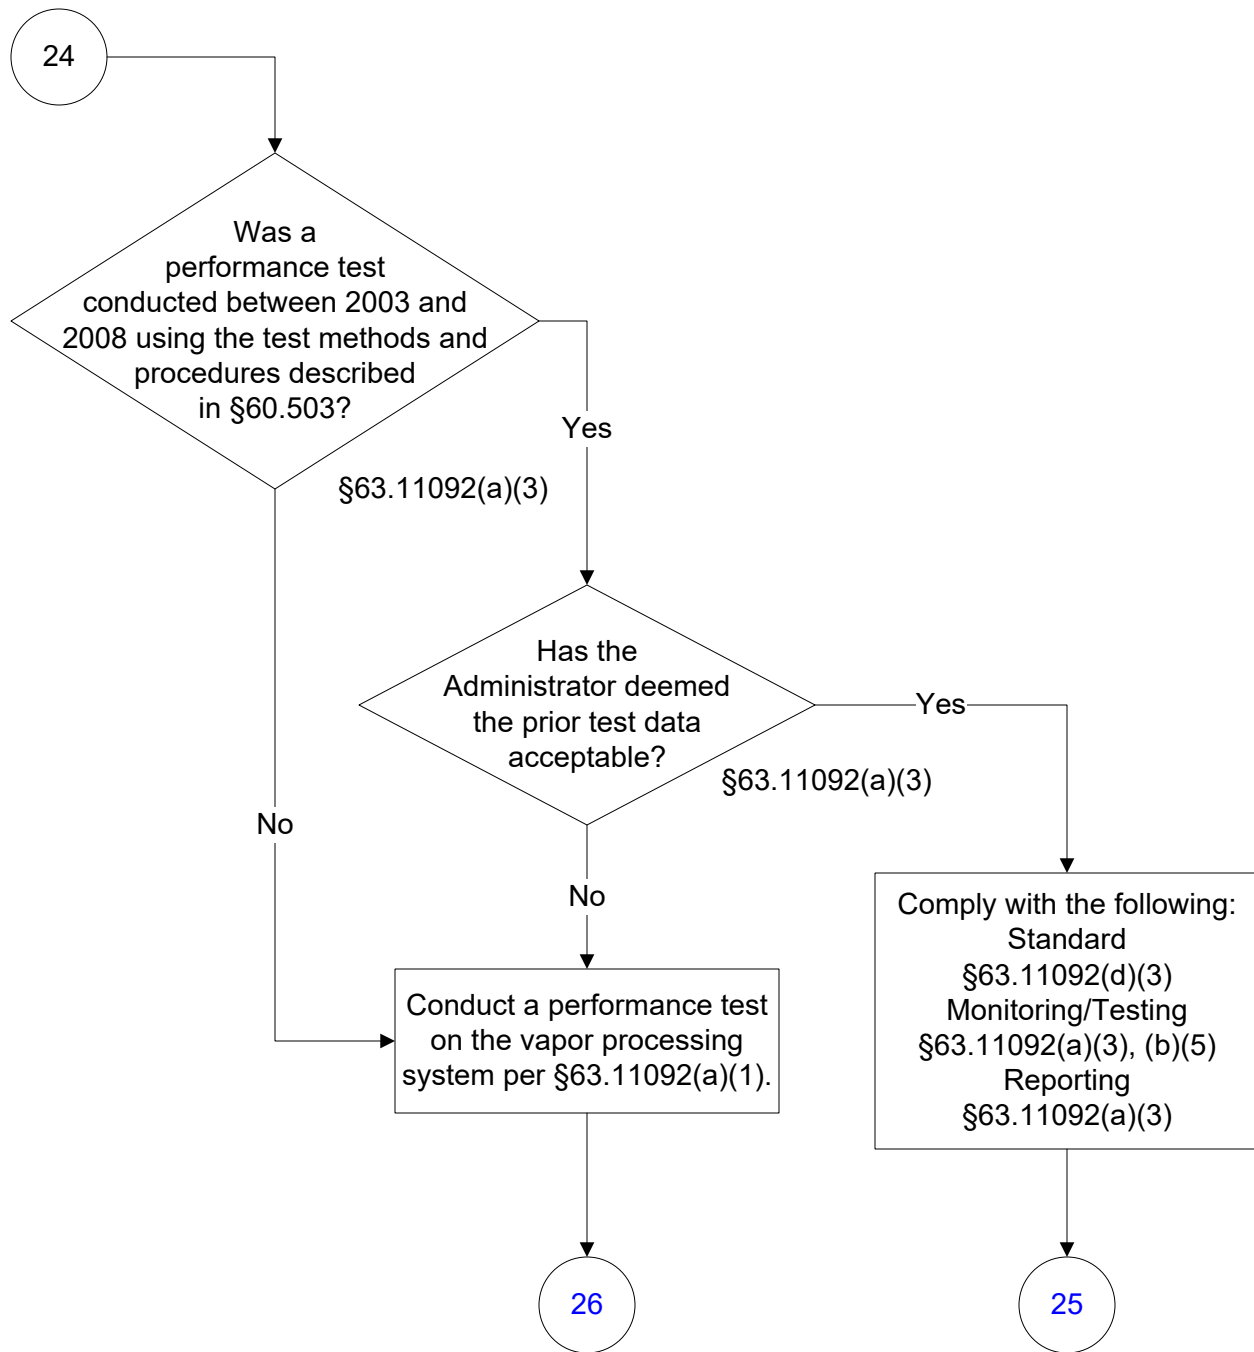 24
Was a
performance test
conducted between 2003 and
2008 using the test methods and
procedures described
in §60.503?
Yes
§63.11092(a)(3)
Has the
Administrator deemed
the prior test data
acceptable?
Yes
§63.11092(a)(3)
No
No
Comply with the following:
Standard
§63.11092(d)(3)
Monitoring/Testing
§63.11092(a)(3), (b)(5)
Reporting
§63.11092(a)(3)
Conduct a performance test
on the vapor processing
system per §63.11092(a)(1).
26
25